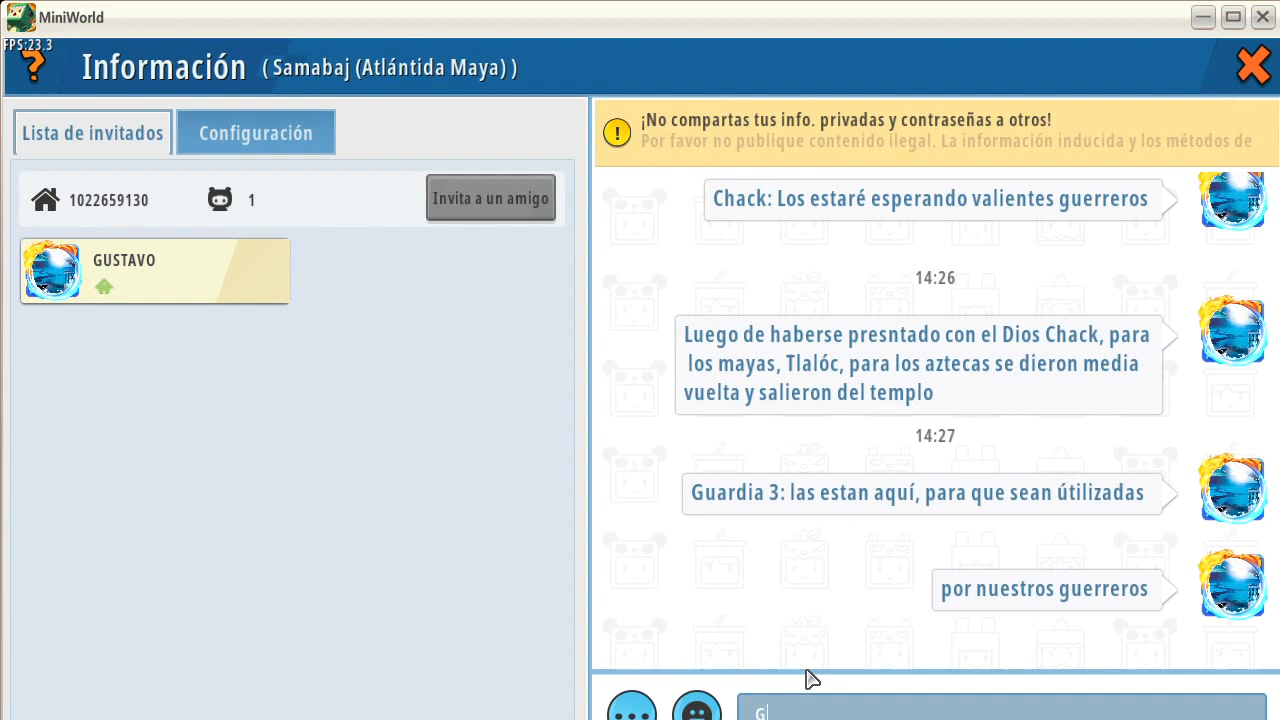 MiniWorld
FPS:23.3
Información ( Samabaj (Atlántida Maya) )
Lista de invitados
Configuración
1022659130
1
Invita a un amigo
GUSTAVO
¡No compartas tus info. privadas y contraseñas a otros!
Por favor no publique contenido ilegal. La información inducida y los métodos de
Chack: Los estaré esperando valientes guerreros
14:26
Luego de haberse presntado con el Dios Chack, para
los mayas, Tlalóc, para los aztecas se dieron media
vuelta y salieron del templo
14:27
Guardia 3: las estan aquí, para que sean útilizadas
por nuestros guerreros
G